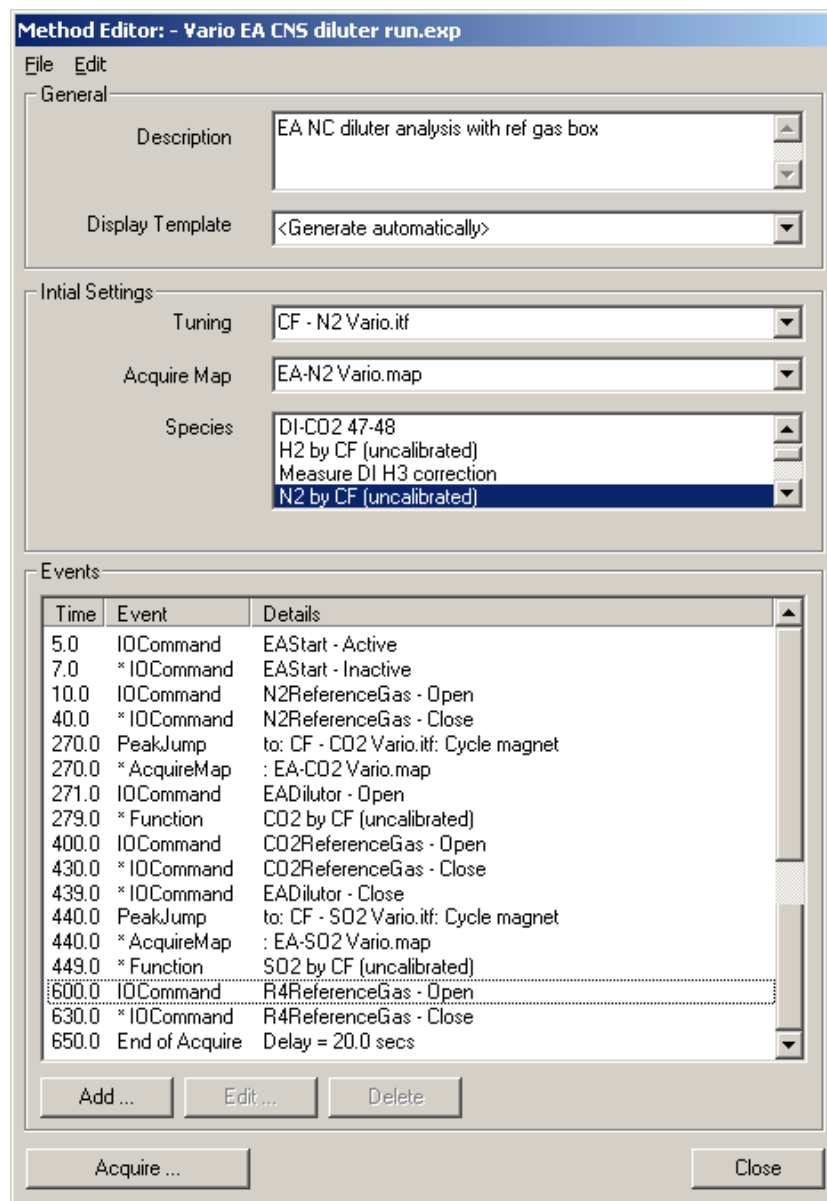 Method Editor: - Vario EA CNS diluter run.exp
File Edit
General
Description EA NC diluter analysis with ref gas box
Display Template <Generate automatically>
Intial Settings
Tuning CF - N2 Vario.itf
Acquire Map EA-N2 Vario.map
Species DI-CO2 47-48
H2 by CF (uncalibrated)
Measure DI H3 correction
N2 by CF (uncalibrated)
Events
Time Event Details
5.0 IOCommand EAStart - Active
7.0 * IOCommand EAStart - Inactive
10.0 IOCommand N2ReferenceGas - Open
40.0 * IOCommand N2ReferenceGas - Close
270.0 PeakJump to: CF - CO2 Vario.itf: Cycle magnet
270.0 * AcquireMap : EA-CO2 Vario.map
271.0 IOCommand EADilutor - Open
279.0 * Function CO2 by CF (uncalibrated)
400.0 IOCommand CO2ReferenceGas - Open
430.0 * IOCommand CO2ReferenceGas - Close
439.0 * IOCommand EADilutor - Close
440.0 PeakJump to: CF - SO2 Vario.itf: Cycle magnet
440.0 * AcquireMap : EA-SO2 Vario.map
449.0 * Function SO2 by CF (uncalibrated)
600.0 IOCommand R4ReferenceGas - Open
630.0 * IOCommand R4ReferenceGas - Close
650.0 End of Acquire Delay = 20.0 secs
Add ... Edit ... Delete
Acquire ... Close